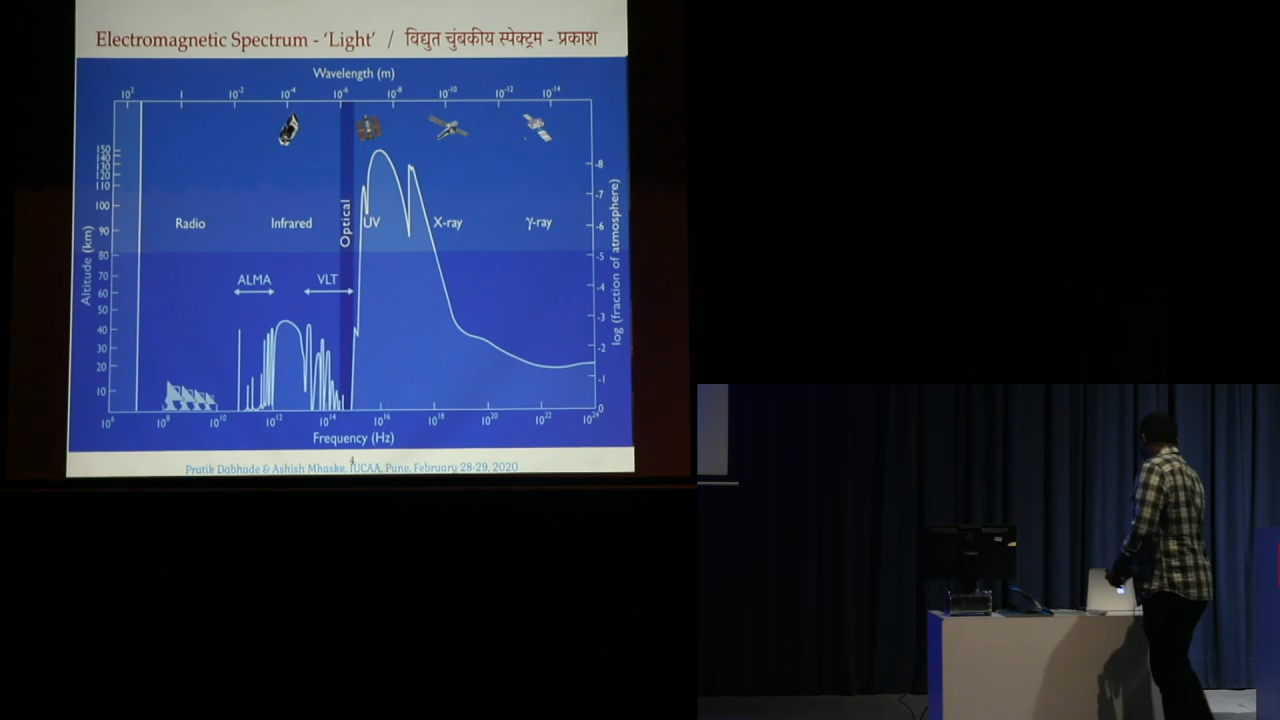 Electromagnetic Spectrum - ‘Light’ / विद्युत चुंबकीय स्पेक्ट्रम - प्रकाश
Wavelength (m)
10² 1 10⁻² 10⁻⁴ 10⁻⁶ 10⁻⁸ 10⁻¹⁰ 10⁻¹² 10⁻¹⁴
Altitude (km)
150
140
130
120
110
100
90
80
70
60
50
40
30
20
10
Radio Infrared Optical UV X-ray γ-ray
ALMA VLT
-8
-7
-6
-5
-4
-3
-2
-1
0
log (fraction of atmosphere)
10⁶ 10⁸ 10¹⁰ 10¹² 10¹⁴ 10¹⁶ 10¹⁸ 10²⁰ 10²² 10²⁴
Frequency (Hz)
4
Pratik Dabhade & Ashish Mhaske, IUCAA, Pune, February 28-29, 2020